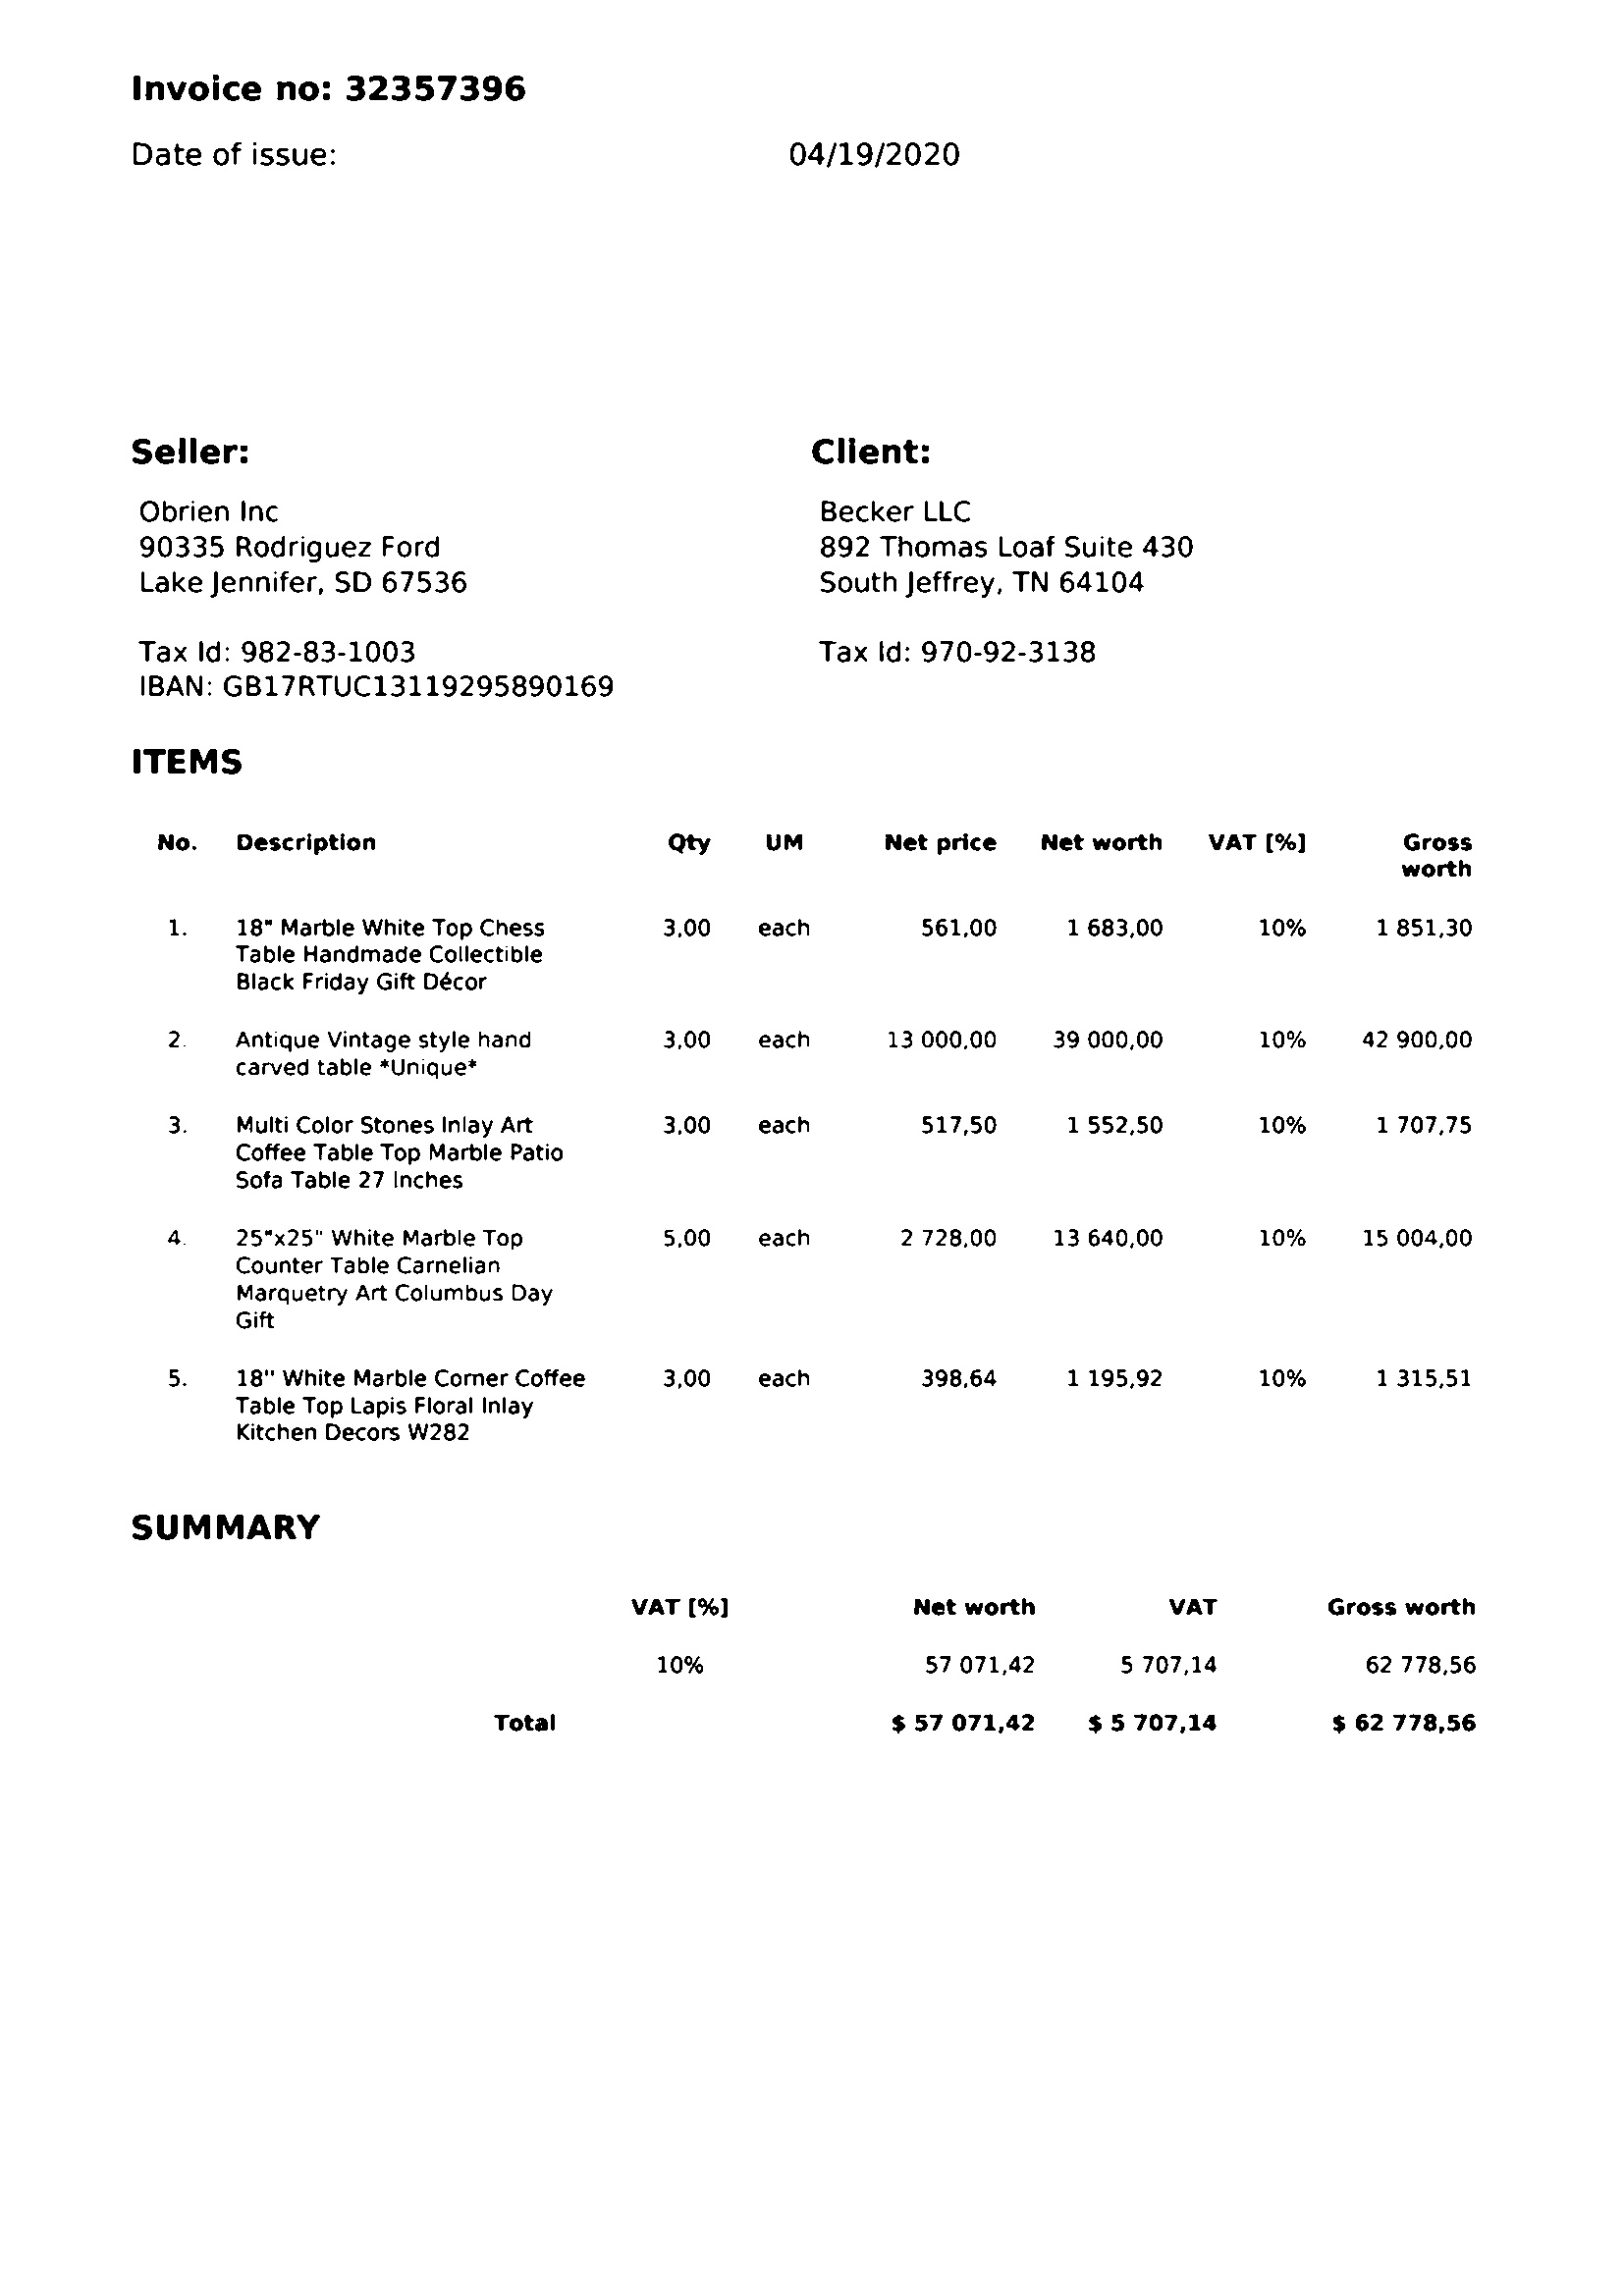 Invoice no: 32357396
Date of issue: 04/19/2020
Seller: Client:
Obrien Inc Becker LLC
90335 Rodriguez Ford 892 Thomas Loaf Suite 430
Lake Jennifer, SD 67536 South Jeffrey, TN 64104
Tax Id: 982-83-1003 Tax Id: 970-92-3138
IBAN: GB17RTUC13119295890169
ITEMS
No. Description Qty UM Net price Net worth VAT [%] Gross
worth
1. 18" Marble White Top Chess 3,00 each 561,00 1 683,00 10% 1 851,30
Table Handmade Collectible
Black Friday Gift Décor
2. Antique Vintage style hand 3,00 each 13 000,00 39 000,00 10% 42 900,00
carved table *Unique*
3. Multi Color Stones Inlay Art 3,00 each 517,50 1 552,50 10% 1 707,75
Coffee Table Top Marble Patio
Sofa Table 27 Inches
4. 25"x25" White Marble Top 5,00 each 2 728,00 13 640,00 10% 15 004,00
Counter Table Carnelian
Marquetry Art Columbus Day
Gift
5. 18" White Marble Corner Coffee 3,00 each 398,64 1 195,92 10% 1 315,51
Table Top Lapis Floral Inlay
Kitchen Decors W282
SUMMARY
VAT [%] Net worth VAT Gross worth
10% 57 071,42 5 707,14 62 778,56
Total $ 57 071,42 $ 5 707,14 $ 62 778,56